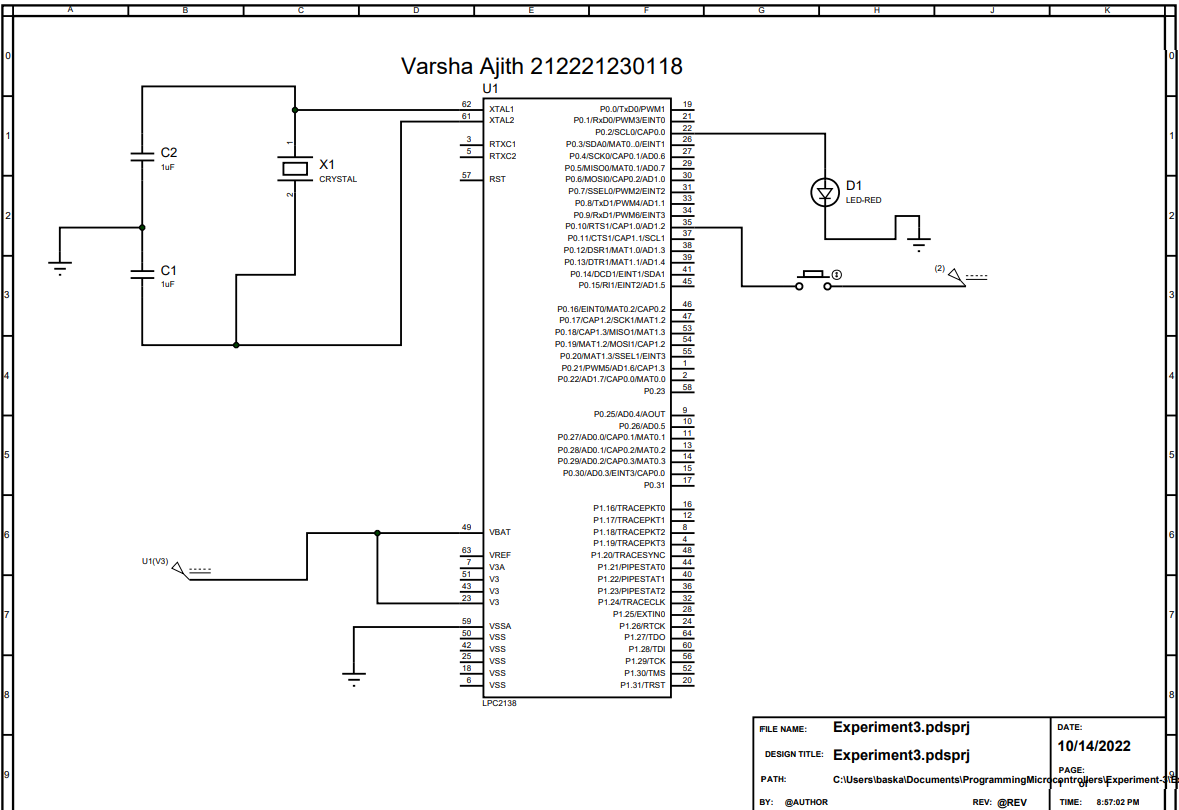 A B C D E F G H J K
0 0
1 1
2 2
3 3
4 4
5 5
6 6
7 7
8 8
9 9
Varsha Ajith 212221230118
U1
62 XTAL1
61 XTAL2
3 RTXC1
5 RTXC2
57 RST
49 VBAT
63 VREF
7 V3A
51 V3
43 V3
23 V3
59 VSSA
50 VSS
42 VSS
25 VSS
18 VSS
6 VSS
P0.0/TxD0/PWM1 19
P0.1/RxD0/PWM3/EINT0 21
P0.2/SCL0/CAP0.0 22
P0.3/SDA0/MAT0..0/EINT1 26
P0.4/SCK0/CAP0.1/AD0.6 27
P0.5/MISO0/MAT0.1/AD0.7 29
P0.6/MOSI0/CAP0.2/AD1.0 30
P0.7/SSEL0/PWM2/EINT2 31
P0.8/TxD1/PWM4/AD1.1 33
P0.9/RxD1/PWM6/EINT3 34
P0.10/RTS1/CAP1.0/AD1.2 35
P0.11/CTS1/CAP1.1/SCL1 37
P0.12/DSR1/MAT1.0/AD1.3 38
P0.13/DTR1/MAT1.1/AD1.4 39
P0.14/DCD1/EINT1/SDA1 41
P0.15/RI1/EINT2/AD1.5 45
P0.16/EINT0/MAT0.2/CAP0.2 46
P0.17/CAP1.2/SCK1/MAT1.2 47
P0.18/CAP1.3/MISO1/MAT1.3 53
P0.19/MAT1.2/MOSI1/CAP1.2 54
P0.20/MAT1.3/SSEL1/EINT3 55
P0.21/PWM5/AD1.6/CAP1.3 1
P0.22/AD1.7/CAP0.0/MAT0.0 2
P0.23 58
P0.25/AD0.4/AOUT 9
P0.26/AD0.5 10
P0.27/AD0.0/CAP0.1/MAT0.1 11
P0.28/AD0.1/CAP0.2/MAT0.2 13
P0.29/AD0.2/CAP0.3/MAT0.3 14
P0.30/AD0.3/EINT3/CAP0.0 15
P0.31 17
P1.16/TRACEPKT0 16
P1.17/TRACEPKT1 12
P1.18/TRACEPKT2 8
P1.19/TRACEPKT3 4
P1.20/TRACESYNC 48
P1.21/PIPESTAT0 44
P1.22/PIPESTAT1 40
P1.23/PIPESTAT2 36
P1.24/TRACECLK 32
P1.25/EXTIN0 28
P1.26/RTCK 24
P1.27/TDO 64
P1.28/TDI 60
P1.29/TCK 56
P1.30/TMS 52
P1.31/TRST 20
LPC2138
C2
1uF
C1
1uF
1
X1
CRYSTAL
2
D1
LED-RED
(2)
U1(V3)
FILE NAME: Experiment3.pdsprj
DESIGN TITLE: Experiment3.pdsprj
PATH: C:\Users\baska\Documents\ProgrammingMicrocontrollers\Experiment-3\E
BY: @AUTHOR REV: @REV
DATE:
10/14/2022
PAGE:
of
TIME: 8:57:02 PM